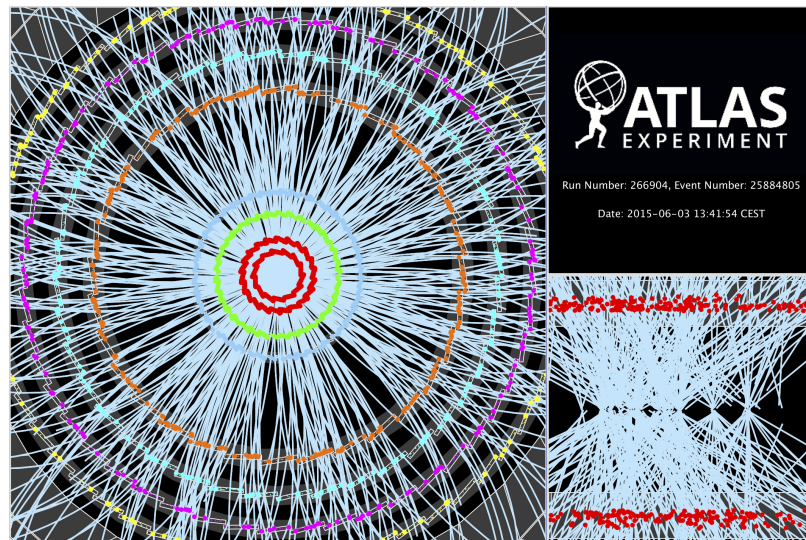 ATLAS
EXPERIMENT
Run Number: 266904, Event Number: 25884805
Date: 2015-06-03 13:41:54 CEST